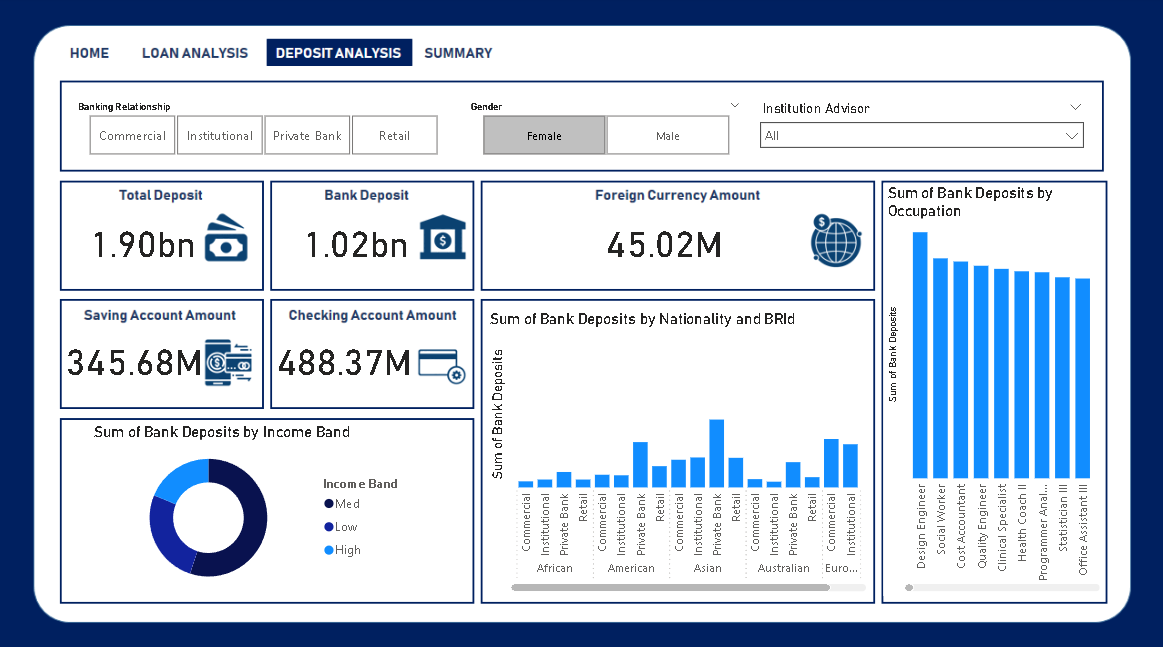 HOME
LOAN ANALYSIS
DEPOSIT ANALYSIS
SUMMARY
Banking Relationship
Commercial
Institutional
Private Bank
Retail
Gender
Female
Male
Institution Advisor
All
Total Deposit
1.90bn
Bank Deposit
1.02bn
Foreign Currency Amount
45.02M
Saving Account Amount
345.68M
Checking Account Amount
488.37M
Sum of Bank Deposits by Income Band
Income Band
Med
Low
High
Sum of Bank Deposits by Nationality and BRId
Sum of Bank Deposits
Commercial
Institutional
Private Bank
Retail
Commercial
Institutional
Private Bank
Retail
Commercial
Institutional
Private Bank
Retail
Commercial
Institutional
Private Bank
Retail
Commercial
Institutional
African
American
Asian
Australian
Euro...
Sum of Bank Deposits by
Occupation
Sum of Bank Deposits
Design Engineer
Social Worker
Cost Accountant
Quality Engineer
Clinical Specialist
Health Coach II
Programmer Anal...
Statistician III
Office Assistant III